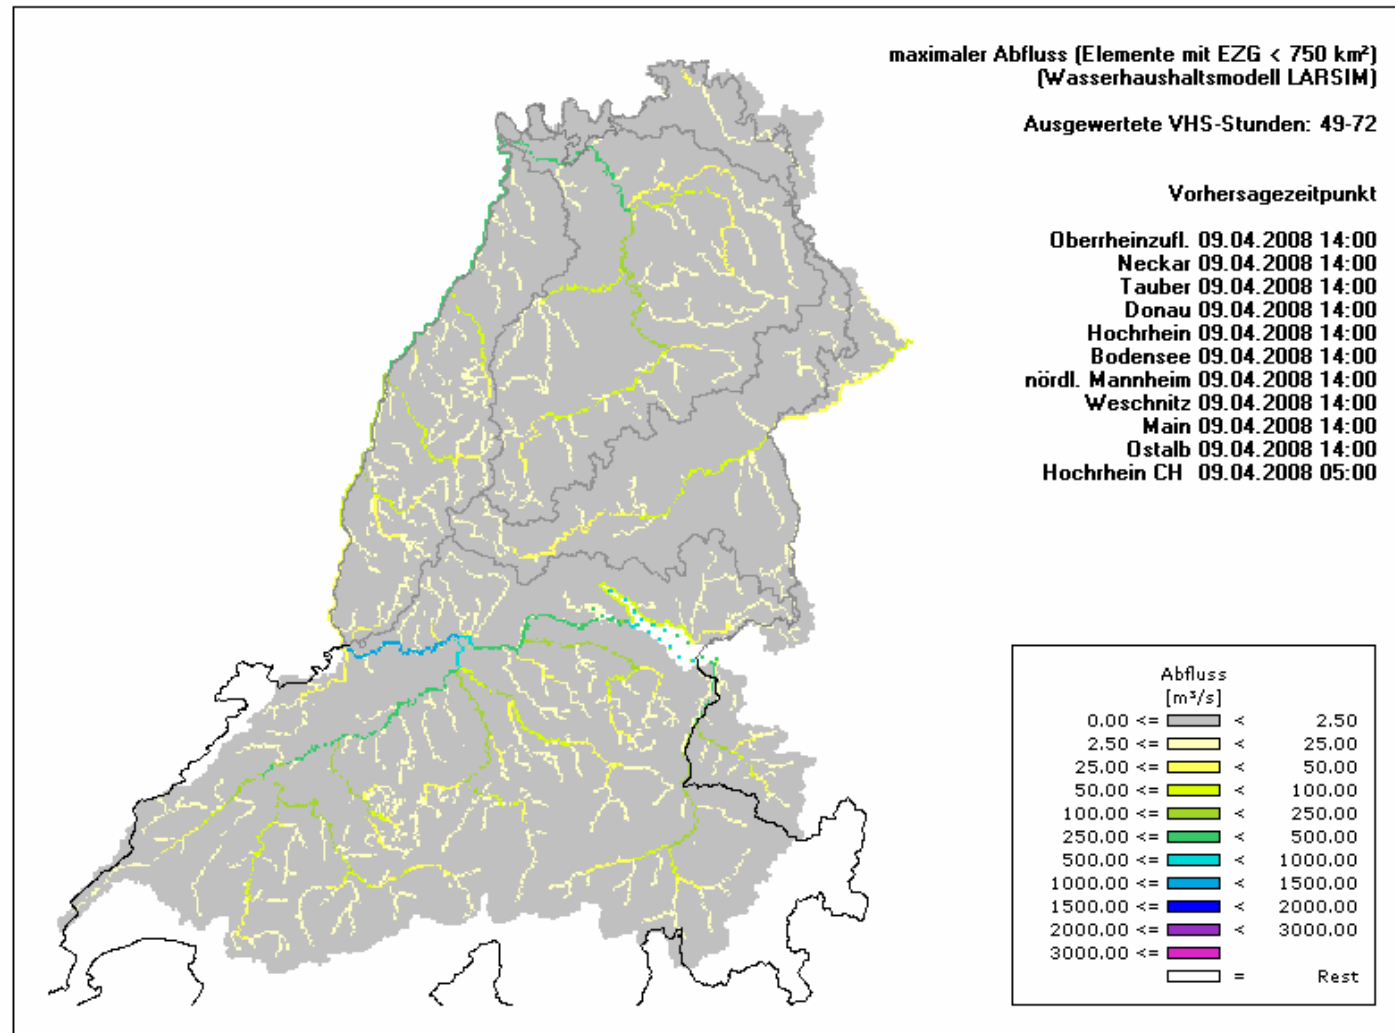 maximaler Abfluss (Elemente mit EZG < 750 km²)
(Wasserhaushaltsmodell LARSIM)
Ausgewertete VHS-Stunden: 49-72
Vorhersagezeitpunkt
Oberrheinzufl. 09.04.2008 14:00
Neckar 09.04.2008 14:00
Tauber 09.04.2008 14:00
Donau 09.04.2008 14:00
Hochrhein 09.04.2008 14:00
Bodensee 09.04.2008 14:00
nördl. Mannheim 09.04.2008 14:00
Weschnitz 09.04.2008 14:00
Main 09.04.2008 14:00
Ostalb 09.04.2008 14:00
Hochrhein CH 09.04.2008 05:00
Abfluss
[m³/s]
0.00 <= < 2.50
2.50 <= < 25.00
25.00 <= < 50.00
50.00 <= < 100.00
100.00 <= < 250.00
250.00 <= < 500.00
500.00 <= < 1000.00
1000.00 <= < 1500.00
1500.00 <= < 2000.00
2000.00 <= < 3000.00
3000.00 <=
= Rest